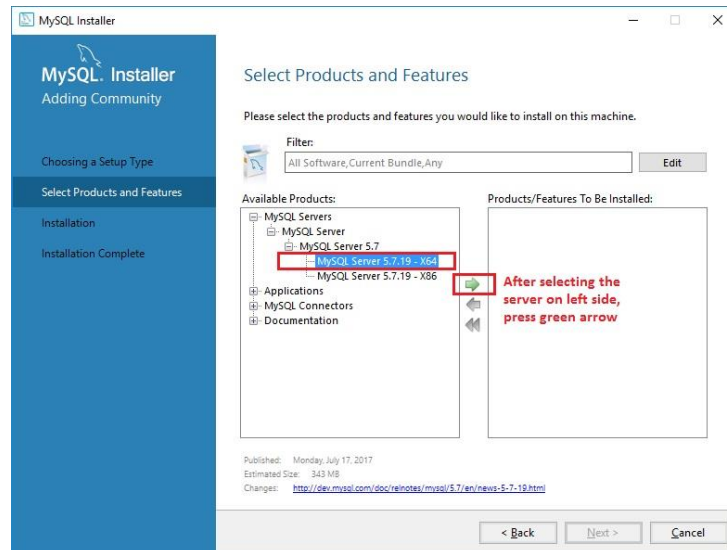 MySQL Installer
MySQL. Installer
Adding Community
Choosing a Setup Type
Select Products and Features
Installation
Installation Complete
Select Products and Features
Please select the products and features you would like to install on this machine.
Filter:
All Software,Current Bundle,Any
Edit
Available Products:
MySQL Servers
MySQL Server
MySQL Server 5.7
MySQL Server 5.7.19 - X64
MySQL Server 5.7.19 - X86
Applications
MySQL Connectors
Documentation
Products/Features To Be Installed:
After selecting the
server on left side,
press green arrow
Published: Monday, July 17, 2017
Estimated Size: 343 MB
Changes: http://dev.mysql.com/doc/relnotes/mysql/5.7/en/news-5-7-19.html
< Back
Next >
Cancel